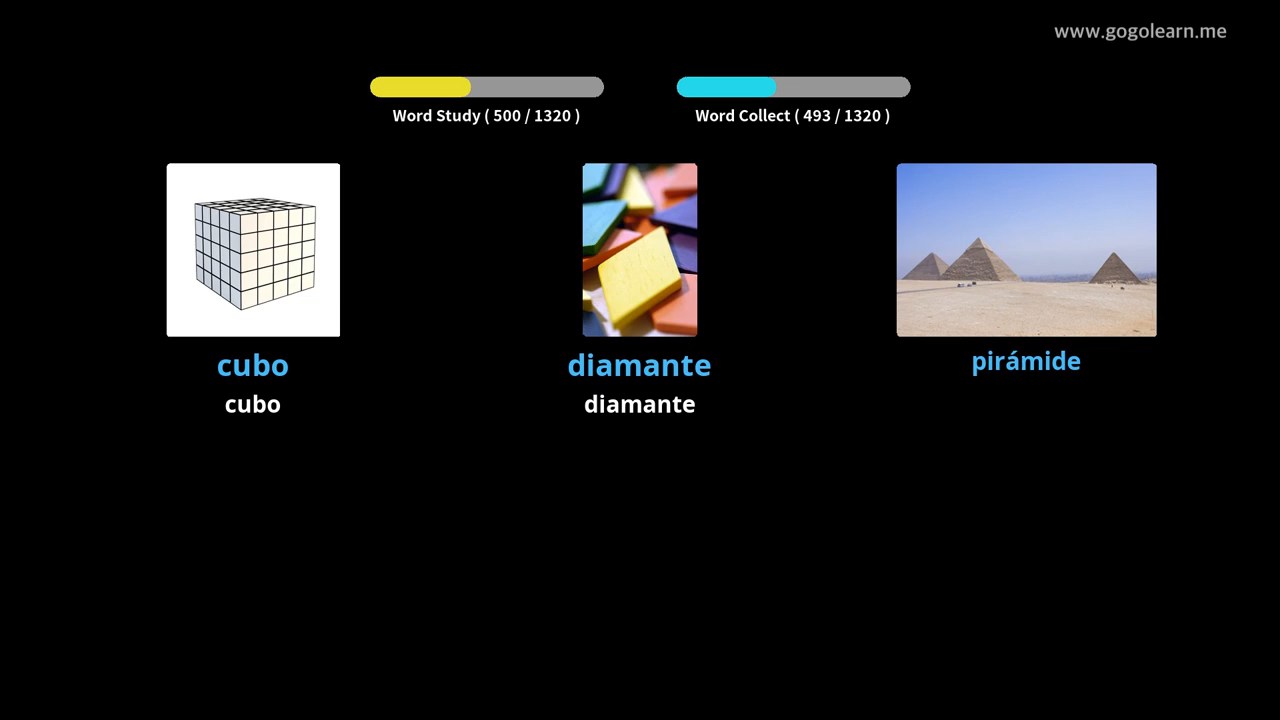 www.gogolearn.me
Word Study ( 500 / 1320 )
Word Collect ( 493 / 1320 )
cubo
diamante
pirámide
cubo
diamante